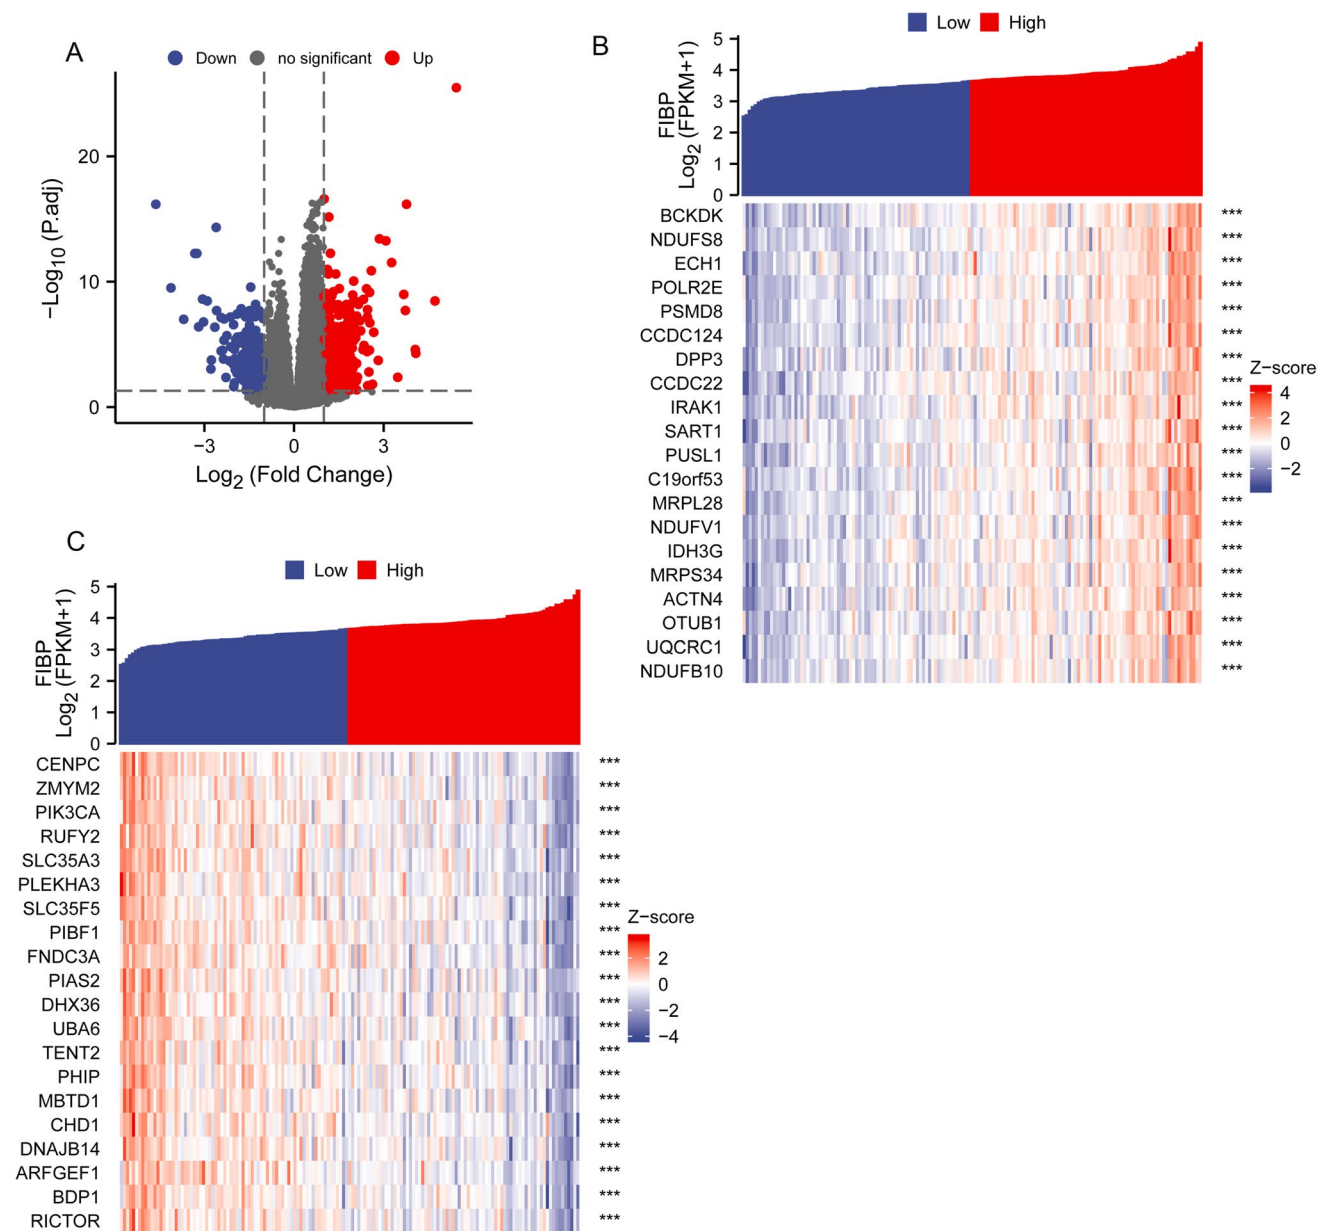 A
Down no significant Up
−Log10 (P.adj)
20
10
0
−3 0 3
Log2 (Fold Change)
B
Low High
FIBP
Log2 (FPKM+1)
5
4
3
2
1
0
BCKDK ***
NDUFS8 ***
ECH1 ***
POLR2E ***
PSMD8 ***
CCDC124 ***
DPP3 ***
CCDC22 ***
IRAK1 ***
SART1 ***
PUSL1 ***
C19orf53 ***
MRPL28 ***
NDUFV1 ***
IDH3G ***
MRPS34 ***
ACTN4 ***
OTUB1 ***
UQCRC1 ***
NDUFB10 ***
Z−score
4
2
0
−2
C
Low High
FIBP
Log2 (FPKM+1)
5
4
3
2
1
0
CENPC ***
ZMYM2 ***
PIK3CA ***
RUFY2 ***
SLC35A3 ***
PLEKHA3 ***
SLC35F5 ***
PIBF1 ***
FNDC3A ***
PIAS2 ***
DHX36 ***
UBA6 ***
TENT2 ***
PHIP ***
MBTD1 ***
CHD1 ***
DNAJB14 ***
ARFGEF1 ***
BDP1 ***
RICTOR ***
Z−score
2
0
−2
−4